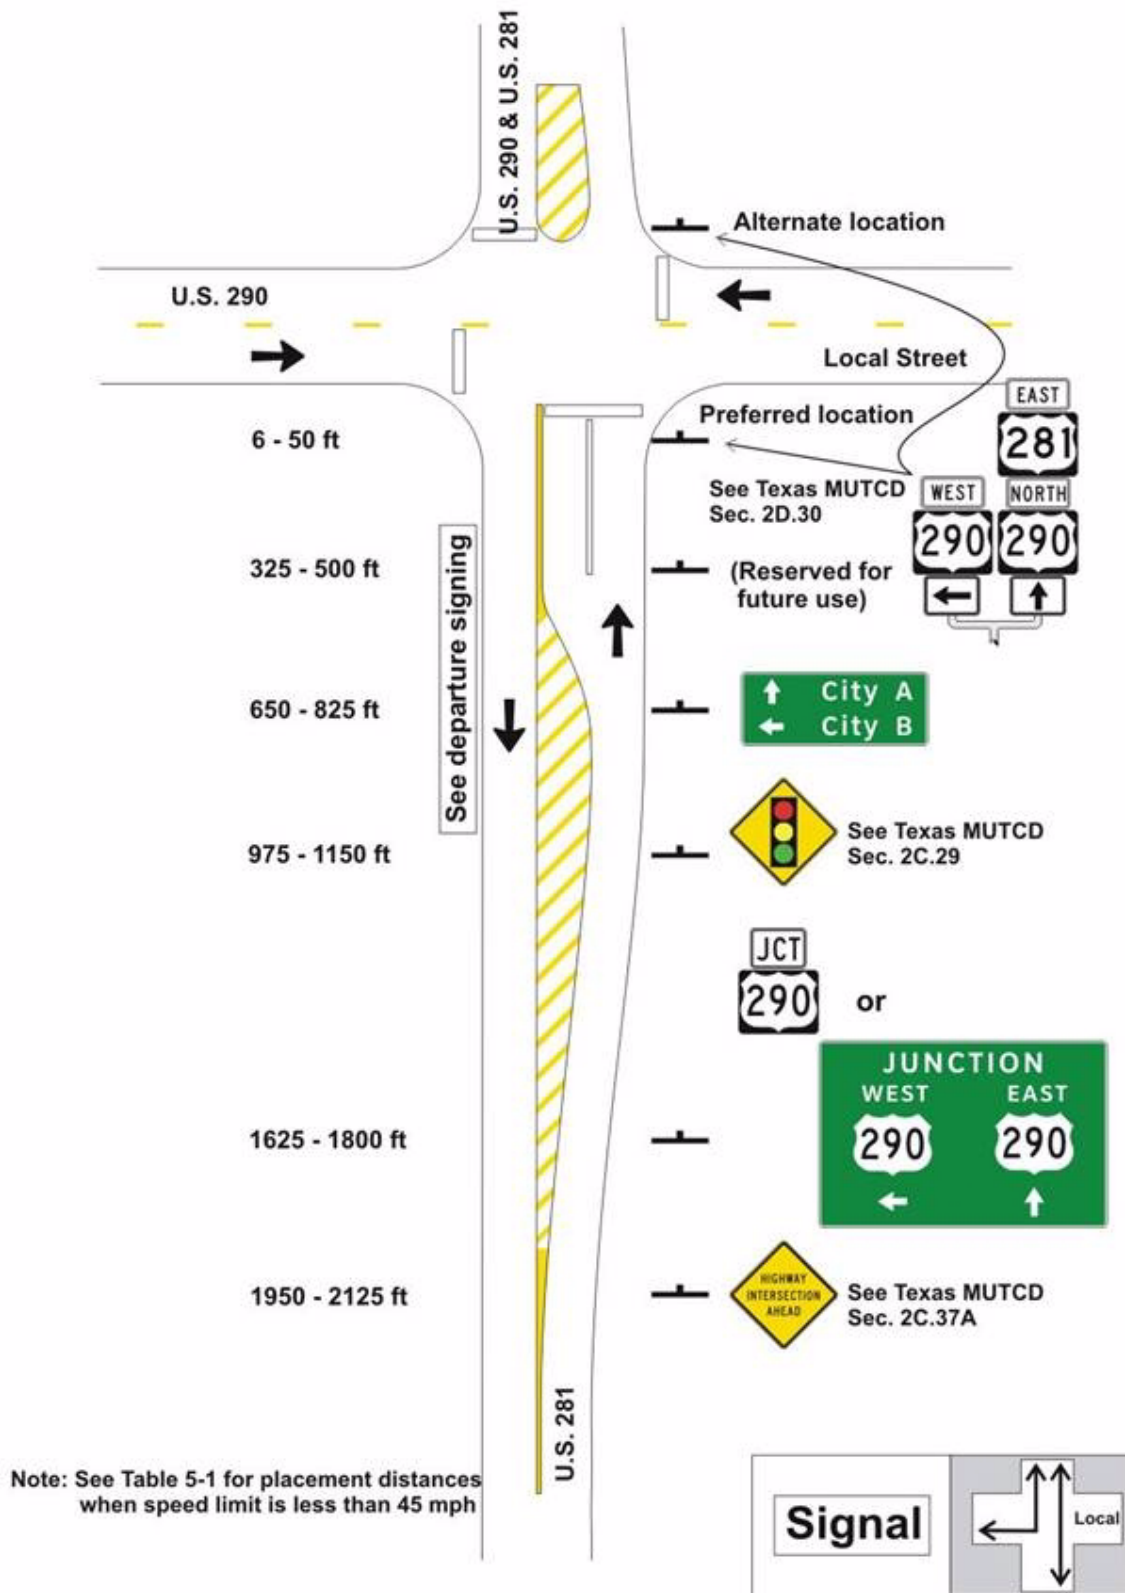 U.S. 290 & U.S. 281
Alternate location
U.S. 290
Local Street
Preferred location
6 - 50 ft
EAST
281
See Texas MUTCD
Sec. 2D.30
WEST
290
NORTH
290
See departure signing
325 - 500 ft
(Reserved for
future use)
650 - 825 ft
City A
City B
975 - 1150 ft
See Texas MUTCD
Sec. 2C.29
JCT
290
or
JUNCTION
WEST EAST
290 290
1625 - 1800 ft
1950 - 2125 ft
HIGHWAY
INTERSECTION
AHEAD
See Texas MUTCD
Sec. 2C.37A
U.S. 281
Note: See Table 5-1 for placement distances
when speed limit is less than 45 mph
Signal
Local